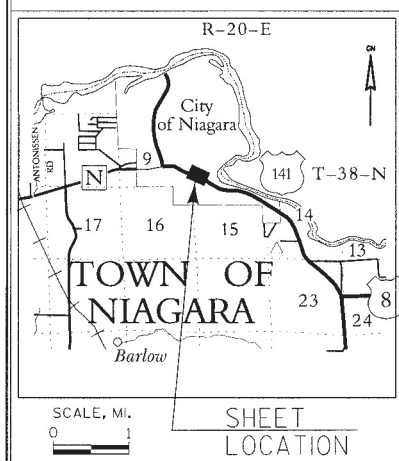 R-20-E
GN
City
of Niagara
ANTONISSEN
RD
9
N
141
T-38-N
14
17
16
15
13
TOWN OF
NIAGARA
23
8
24
Barlow
SCALE, MI.
0 1
SHEET
LOCATION